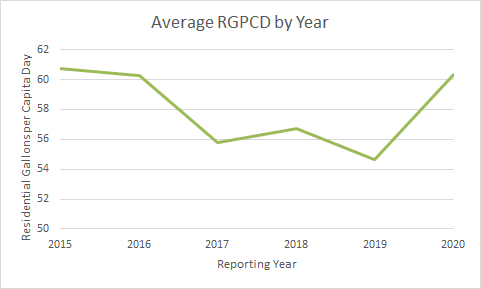 Average RGPCD by Year
Residential Gallonsper Capita Day
62
60
58
56
54
52
50
2015 2016 2017 2018 2019 2020
Reporting Year